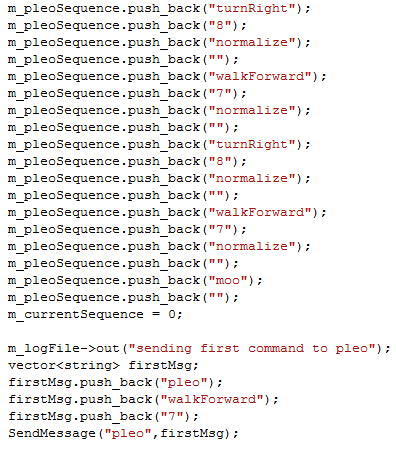 m_pleoSequence.push_back("turnRight");
m_pleoSequence.push_back("8");
m_pleoSequence.push_back("normalize");
m_pleoSequence.push_back("");
m_pleoSequence.push_back("walkForward");
m_pleoSequence.push_back("7");
m_pleoSequence.push_back("normalize");
m_pleoSequence.push_back("");
m_pleoSequence.push_back("turnRight");
m_pleoSequence.push_back("8");
m_pleoSequence.push_back("normalize");
m_pleoSequence.push_back("");
m_pleoSequence.push_back("walkForward");
m_pleoSequence.push_back("7");
m_pleoSequence.push_back("normalize");
m_pleoSequence.push_back("");
m_pleoSequence.push_back("moo");
m_pleoSequence.push_back("");
m_currentSequence = 0;

m_logFile->out("sending first command to pleo");
vector<string> firstMsg;
firstMsg.push_back("pleo");
firstMsg.push_back("walkForward");
firstMsg.push_back("7");
SendMessage("pleo",firstMsg);